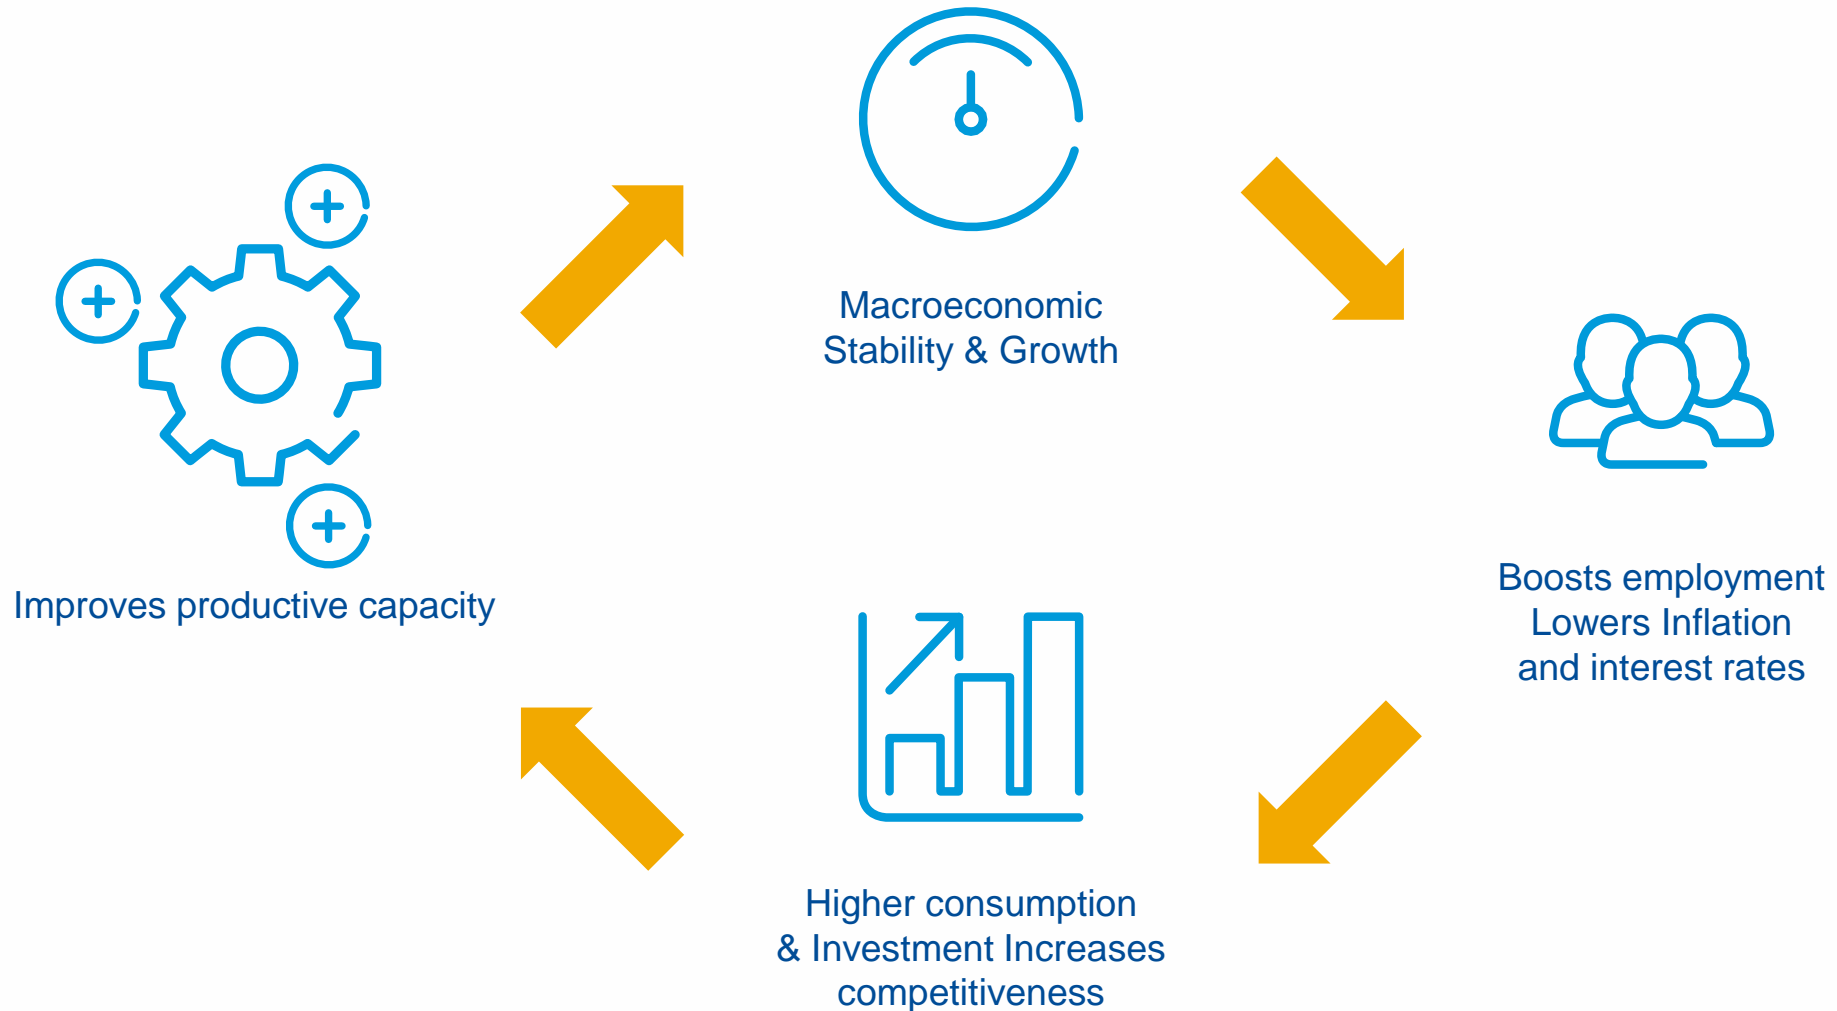 Macroeconomic
Stability & Growth
Boosts employment
Lowers Inflation
and interest rates
Higher consumption
& Investment Increases
competitiveness
Improves productive capacity